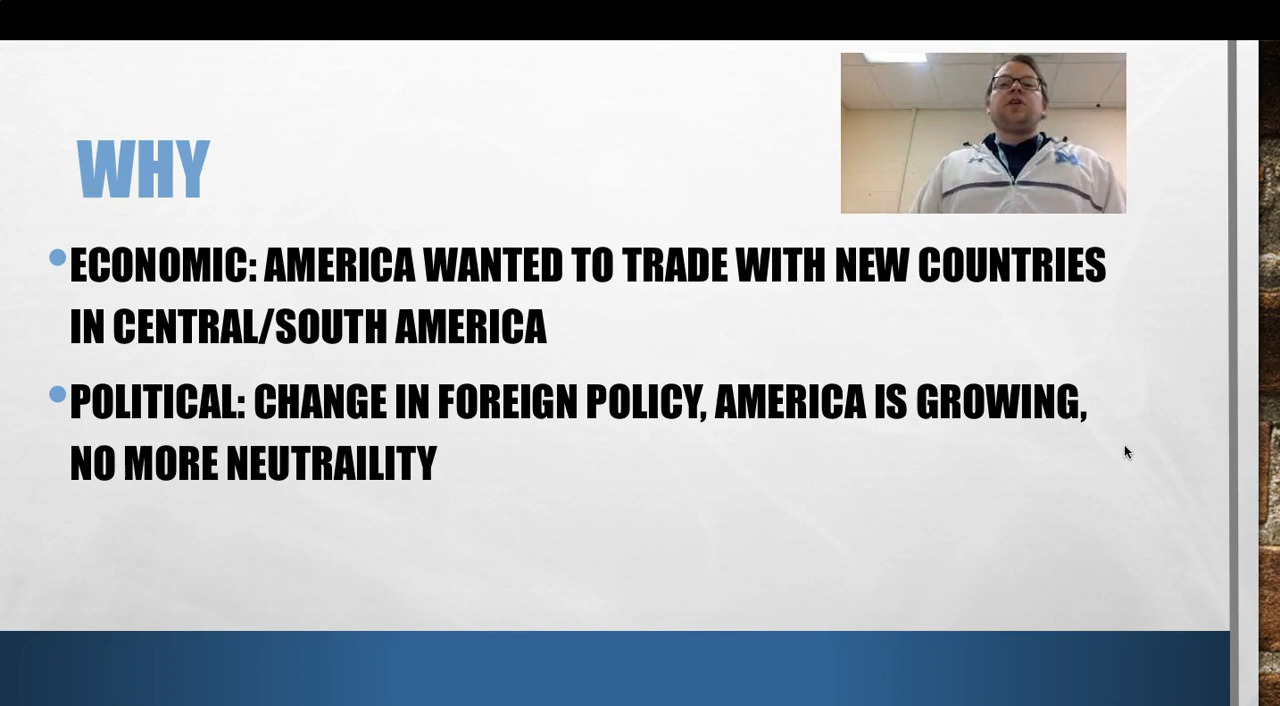 WHY
ECONOMIC: AMERICA WANTED TO TRADE WITH NEW COUNTRIES
IN CENTRAL/SOUTH AMERICA
POLITICAL: CHANGE IN FOREIGN POLICY, AMERICA IS GROWING,
NO MORE NEUTRAILITY